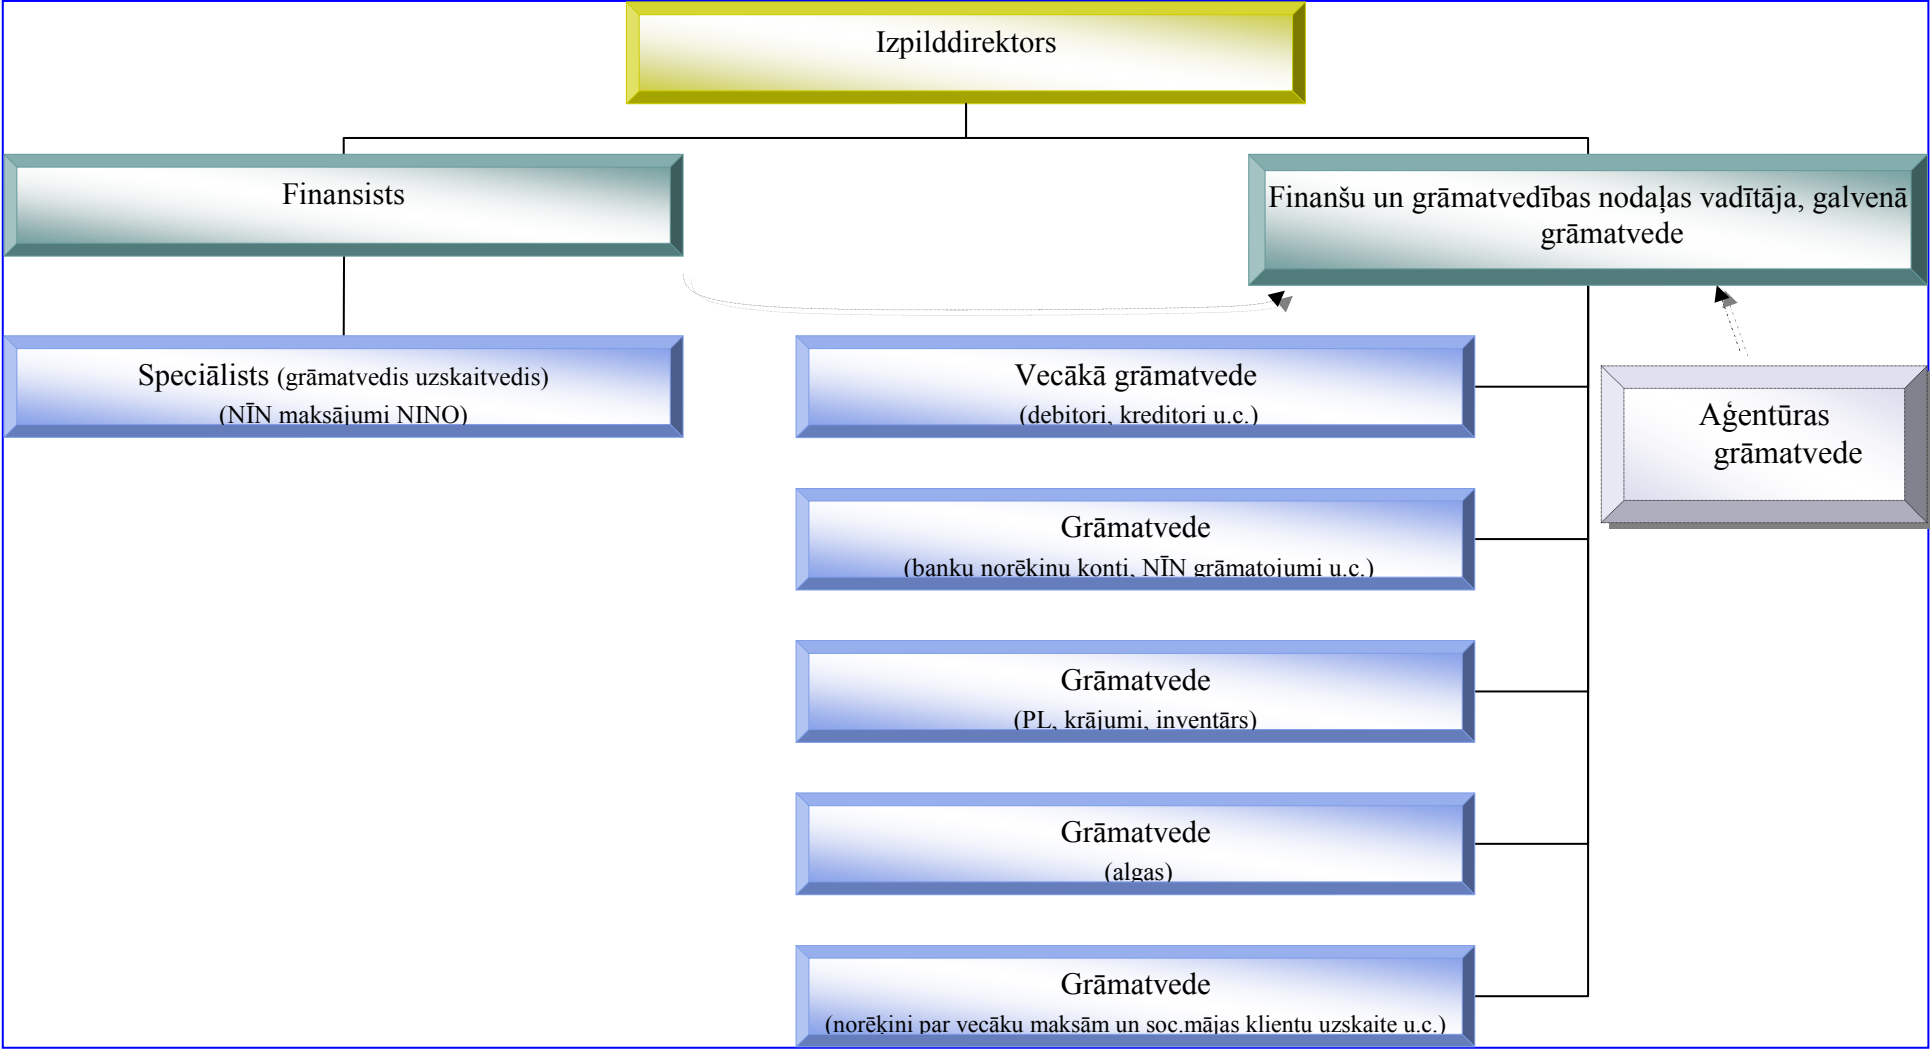 Izpilddirektors
Finansists
Finanšu un grāmatvedības nodaļas vadītāja, galvenā
grāmatvede
Speciālists (grāmatvedis uzskaitvedis)
(NĪN maksājumi NINO)
Vecākā grāmatvede
(debitori, kreditori u.c.)
Aģentūras
grāmatvede
Grāmatvede
(banku norēķinu konti, NĪN grāmatojumi u.c.)
Grāmatvede
(PL, krājumi, inventārs)
Grāmatvede
(algas)
Grāmatvede
(norēķini par vecāku maksām un soc.mājas klientu uzskaite u.c.)